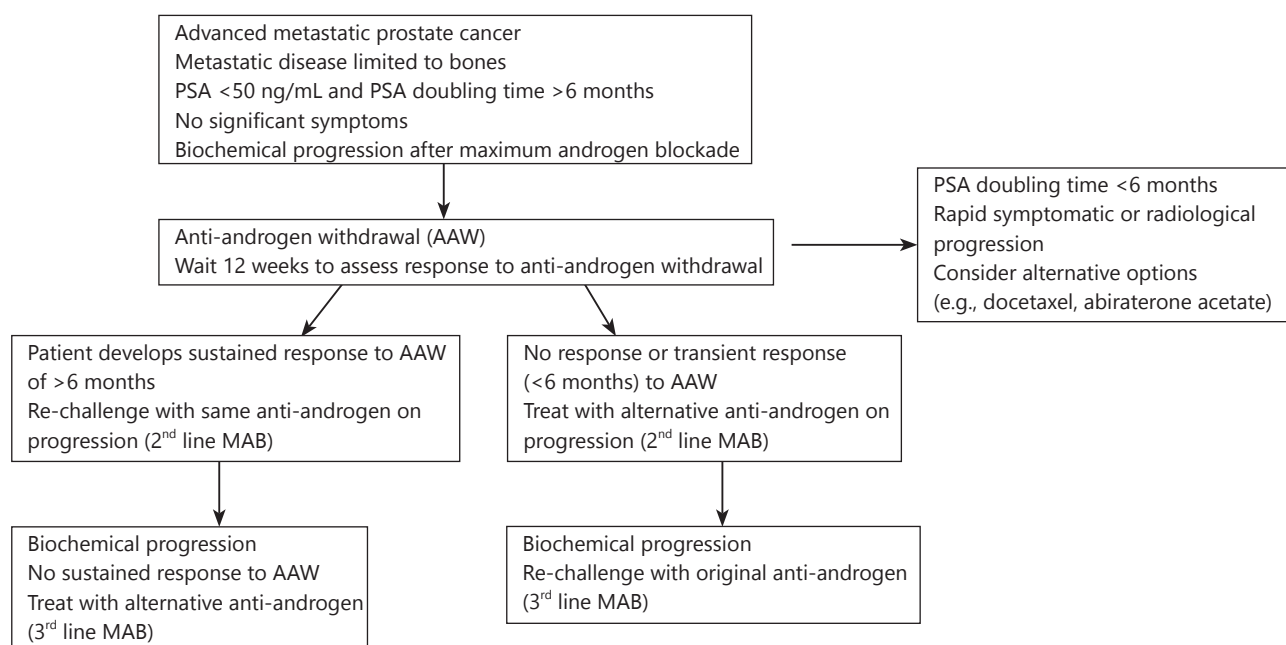 Advanced metastatic prostate cancer
Metastatic disease limited to bones
PSA <50 ng/mL and PSA doubling time >6 months
No significant symptoms
Biochemical progression after maximum androgen blockade
Anti-androgen withdrawal (AAW)
Wait 12 weeks to assess response to anti-androgen withdrawal
PSA doubling time <6 months
Rapid symptomatic or radiological
progression
Consider alternative options
(e.g., docetaxel, abiraterone acetate)
Patient develops sustained response to AAW
of >6 months
Re-challenge with same anti-androgen on
progression (2nd line MAB)
No response or transient response
(<6 months) to AAW
Treat with alternative anti-androgen on
progression (2nd line MAB)
Biochemical progression
No sustained response to AAW
Treat with alternative anti-androgen
(3rd line MAB)
Biochemical progression
Re-challenge with original anti-androgen
(3rd line MAB)